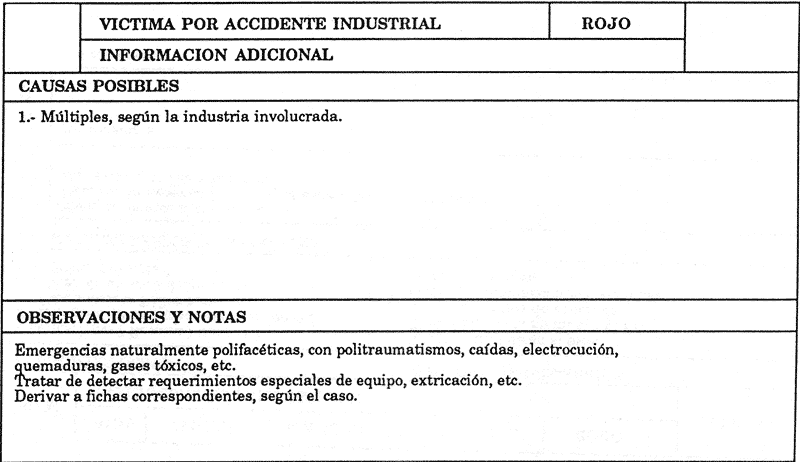 VICTIMA POR ACCIDENTE INDUSTRIAL ROJO
INFORMACION ADICIONAL
CAUSAS POSIBLES
1.- Múltiples, según la industria involucrada.
OBSERVACIONES Y NOTAS
Emergencias naturalmente polifacéticas, con politraumatismos, caídas, electrocución,
quemaduras, gases tóxicos, etc.
Tratar de detectar requerimientos especiales de equipo, extricación, etc.
Derivar a fichas correspondientes, según el caso.